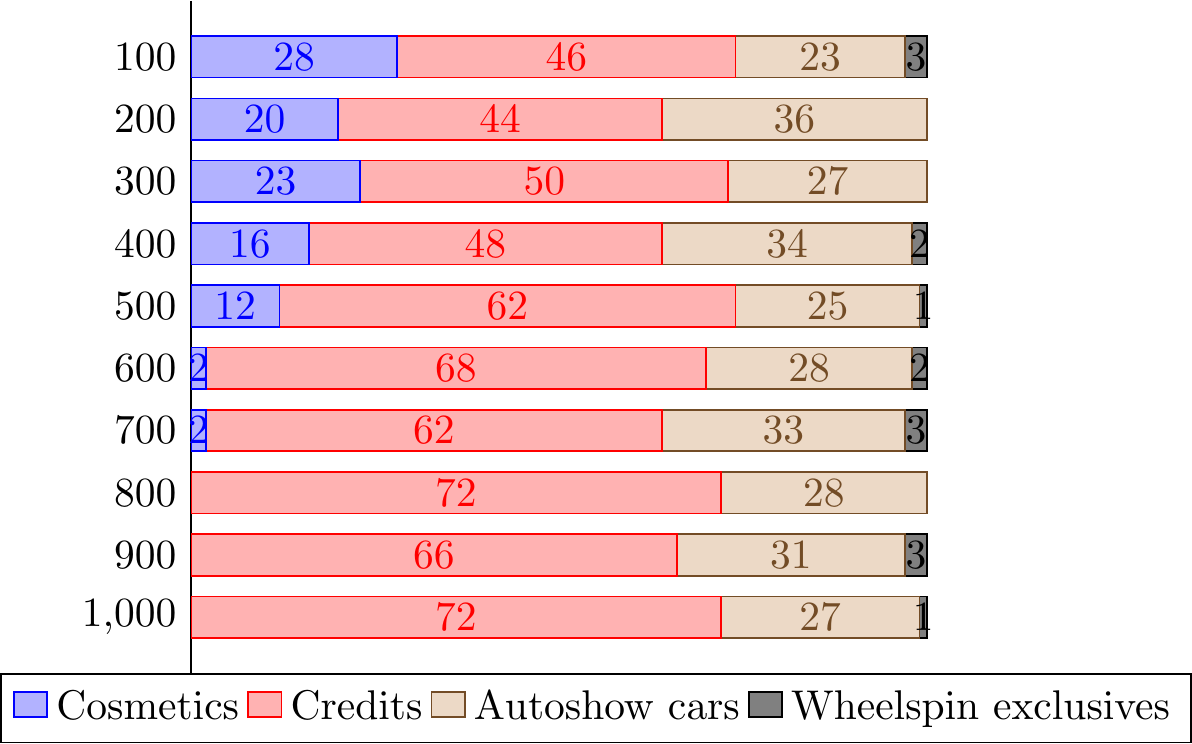 100 28 46 23 3
200 20 44 36
300 23 50 27
400 16 48 34 2
500 12 62 25 1
600 2 68 28 2
700 2 62 33 3
800 72 28
900 66 31 3
1,000 72 27 1
Cosmetics Credits Autoshow cars Wheelspin exclusives